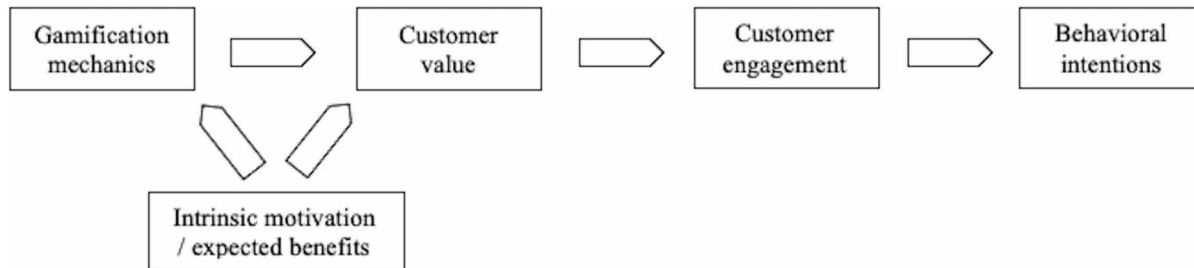 Gamification
mechanics
Customer
value
Customer
engagement
Behavioral
intentions
Intrinsic motivation
/ expected benefits